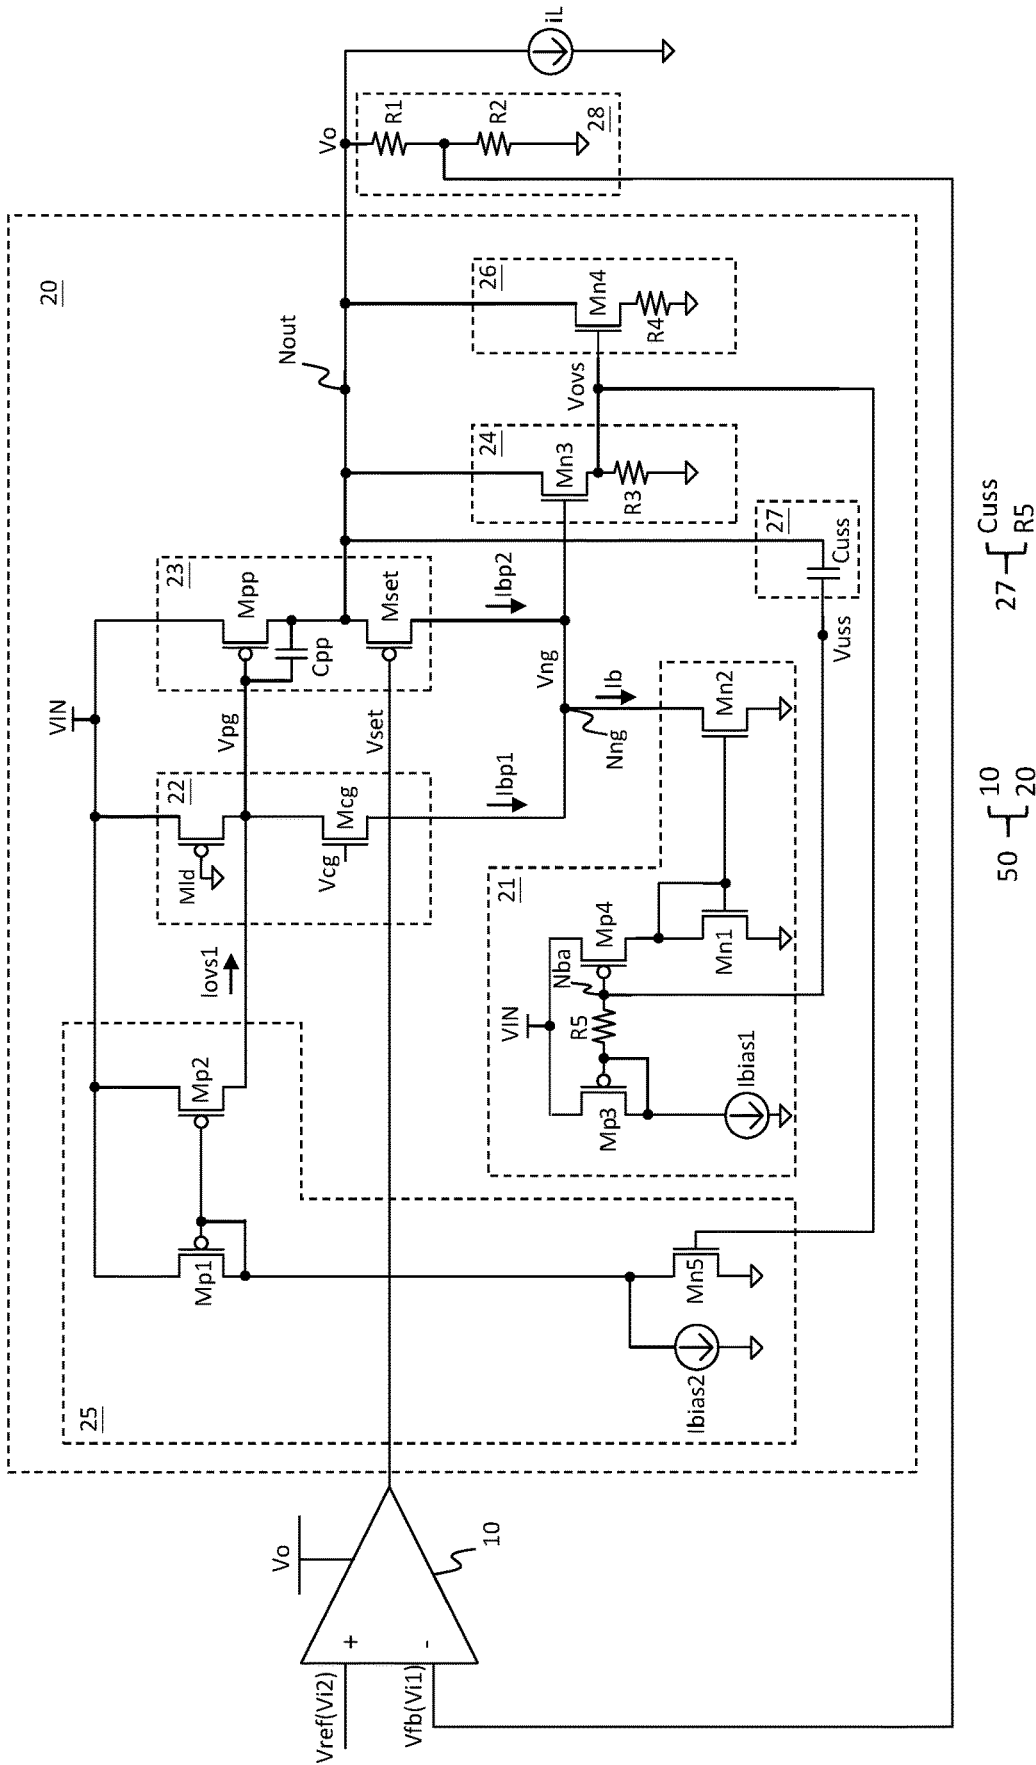 20
Vo
Nout
iL
VIN
25
Mp1
Mp2
Iovs1
22
Mld
Vcg
Mcg
Vpg
23
Mpp
Cpp
Vset
Mset
Ibp1
Ibp2
Vng
Nng
Ib
24
Mn3
R3
Vovs
26
Mn4
R4
R1
R2
28
21
VIN
Nba
Mp3
R5
Mp4
Mn1
Mn2
Ibias1
27
Cuss
Vuss
Ibias2
Mn5
Vo
10
+
-
Vref(Vi2)
Vfb(Vi1)
50
10
20
27
Cuss
R5